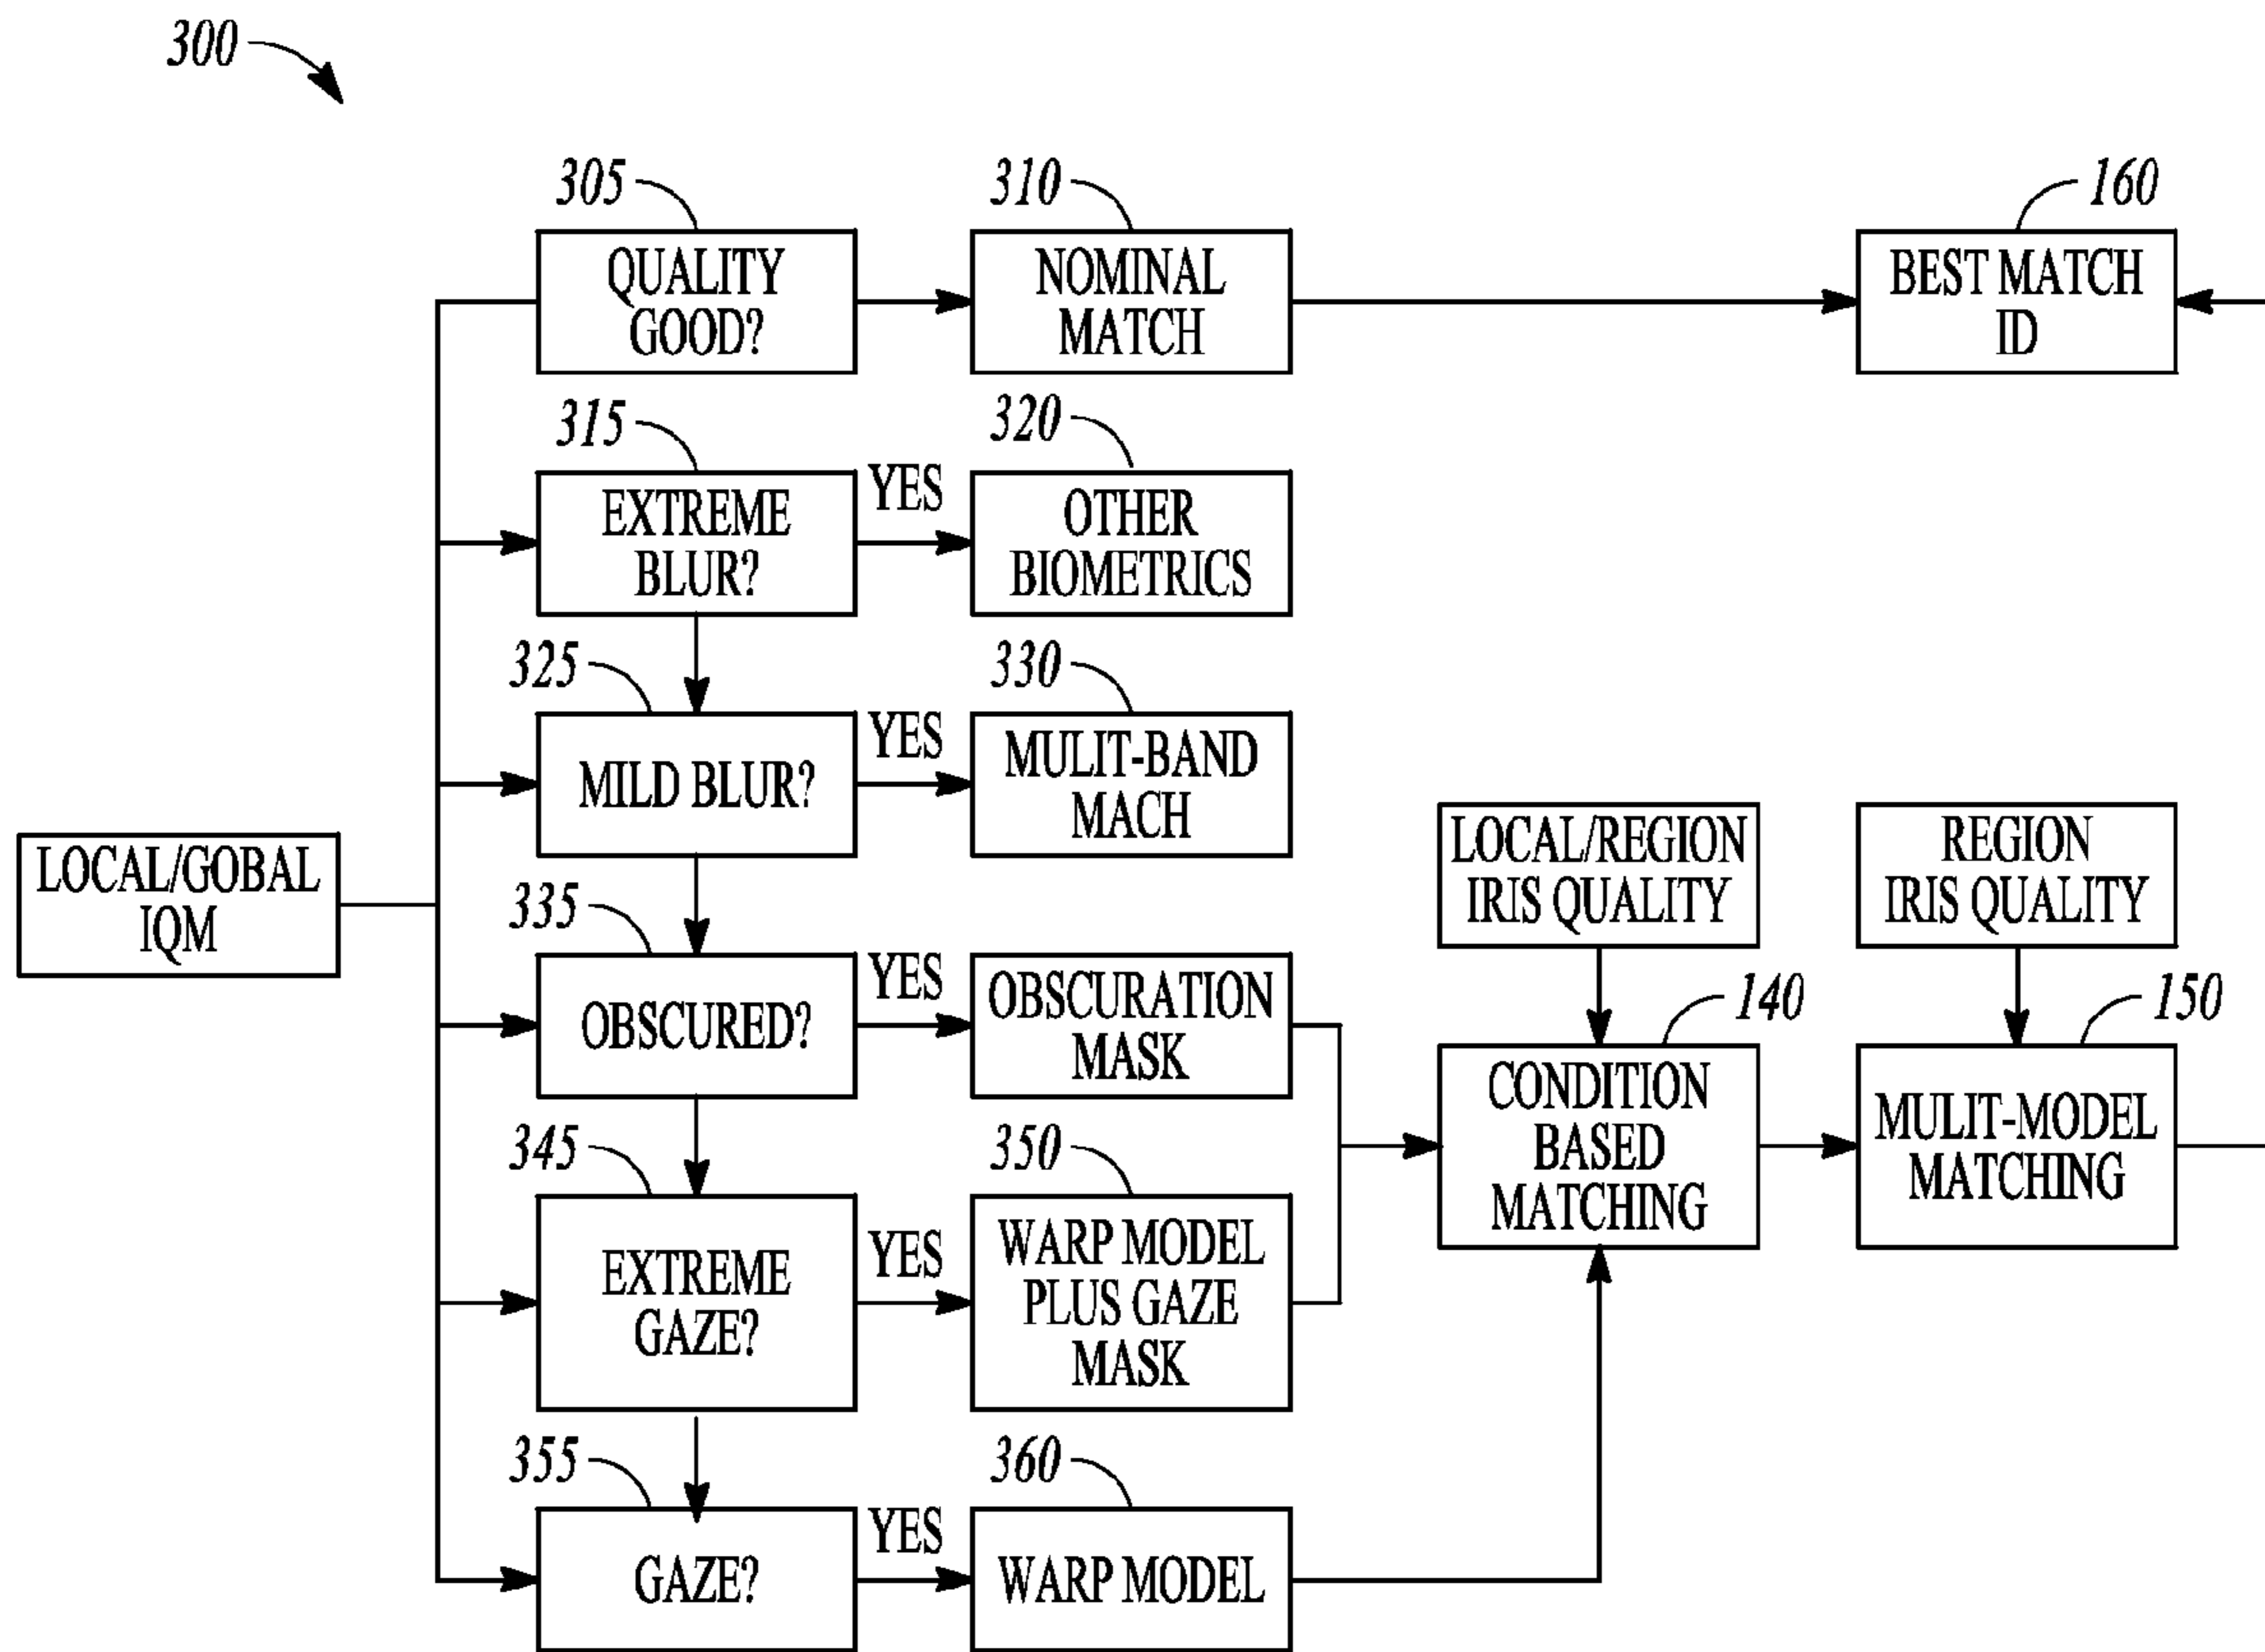 300
305
310
160
QUALITY
GOOD?
NOMINAL
MATCH
BEST MATCH
ID
315
320
EXTREME
BLUR?
YES
OTHER
BIOMETRICS
325
330
MILD BLUR?
YES
MULIT-BAND
MACH
LOCAL/GOBAL
IQM
LOCAL/REGION
IRIS QUALITY
REGION
IRIS QUALITY
335
OBSCURED?
YES
OBSCURATION
MASK
140
150
CONDITION
BASED
MATCHING
MULIT-MODEL
MATCHING
345
350
EXTREME
GAZE?
YES
WARP MODEL
PLUS GAZE
MASK
355
360
GAZE?
YES
WARP MODEL